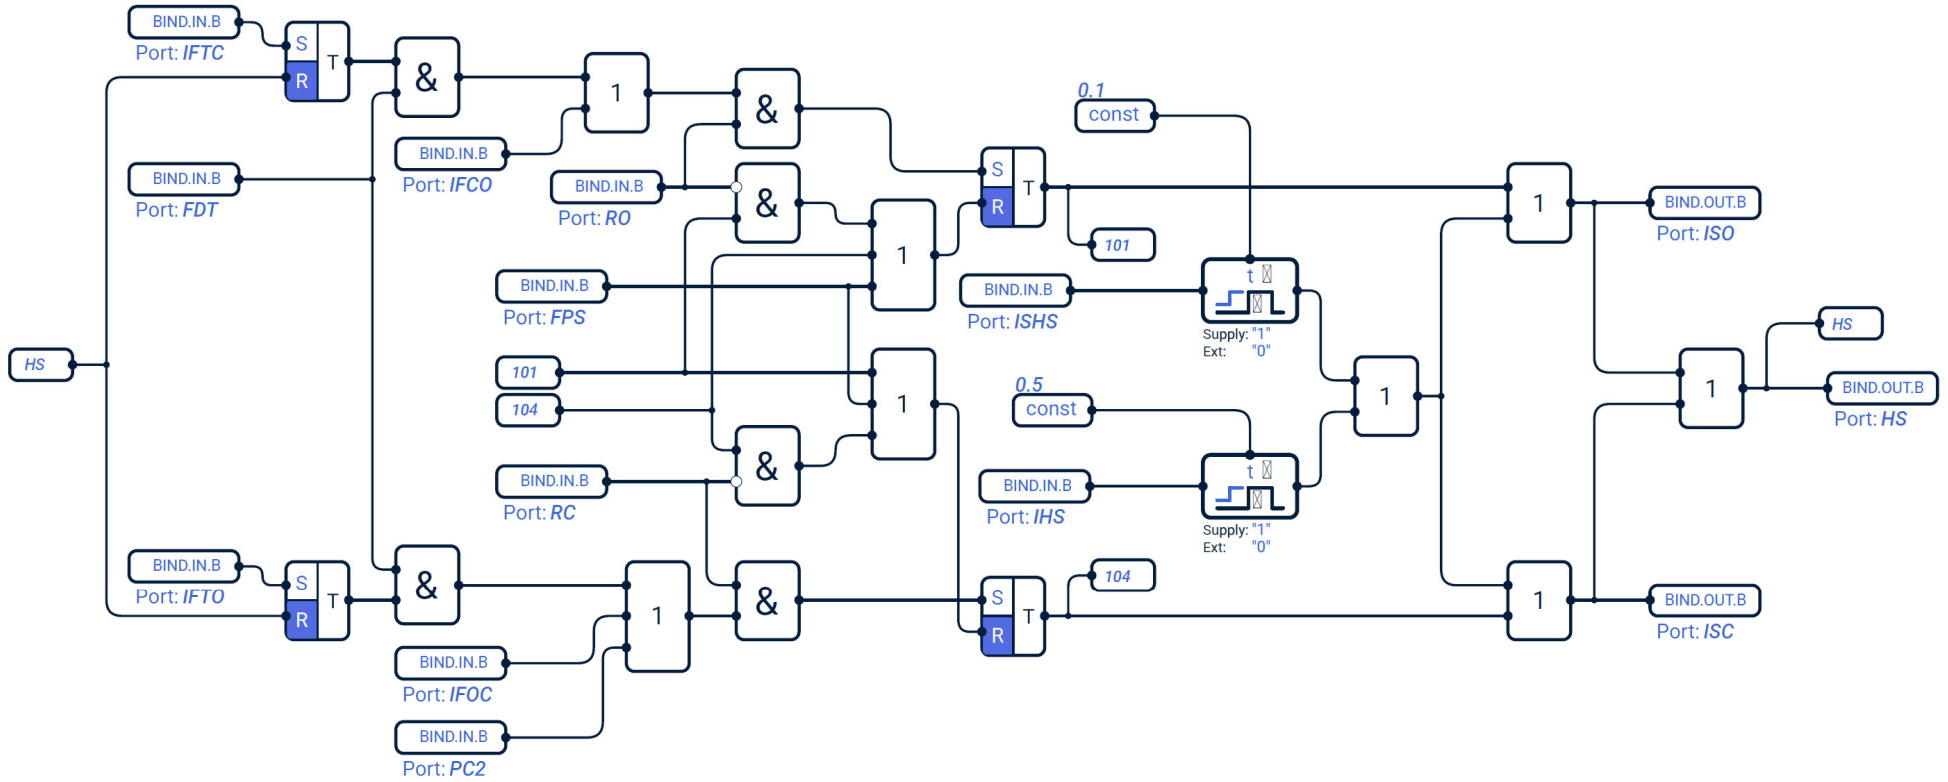 BIND.IN.B
Port: IFTC
S
R
T
&
1
&
0.1
const
BIND.IN.B
Port: IFCO
BIND.IN.B
Port: FDT
BIND.IN.B
Port: RO
&
S
R
T
1
BIND.OUT.B
Port: ISO
101
1
BIND.IN.B
Port: FPS
BIND.IN.B
Port: ISHS
t
Supply: "1"
Ext: "0"
HS
HS
101
104
1
0.5
const
1
1
BIND.OUT.B
Port: HS
&
BIND.IN.B
Port: RC
BIND.IN.B
Port: IHS
t
Supply: "1"
Ext: "0"
BIND.IN.B
Port: IFTO
S
R
T
&
1
&
S
R
T
104
1
BIND.OUT.B
Port: ISC
BIND.IN.B
Port: IFOC
BIND.IN.B
Port: PC2